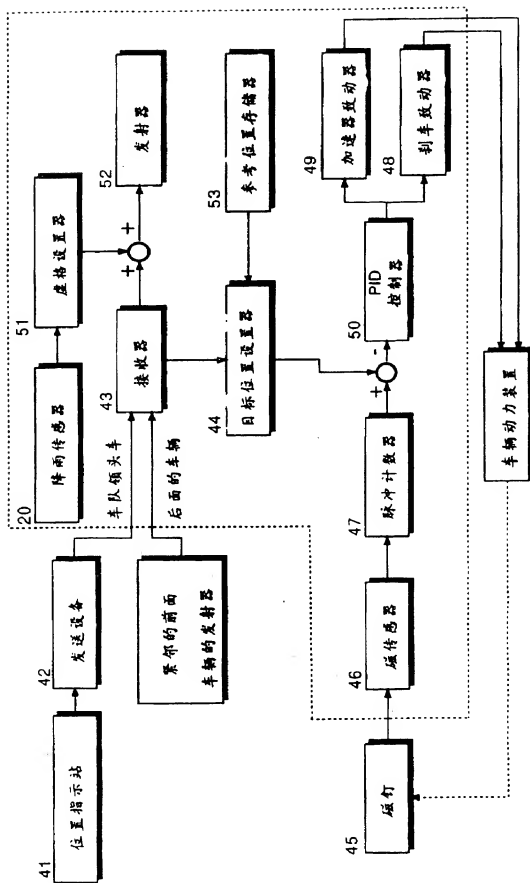 20
降雨传感器
51
虚格设置器
52
发射器
41
位置指示站
42
发送设备
车队领头车
后面的车辆
43
接收器
+
+
紧邻的前面
车辆的发射器
44
目标位置设置器
53
参考位置存储器
45
磁钉
46
磁传感器
47
脉冲计数器
+
-
50
PID
控制器
49
加速器致动器
48
刹车致动器
车辆动力装置